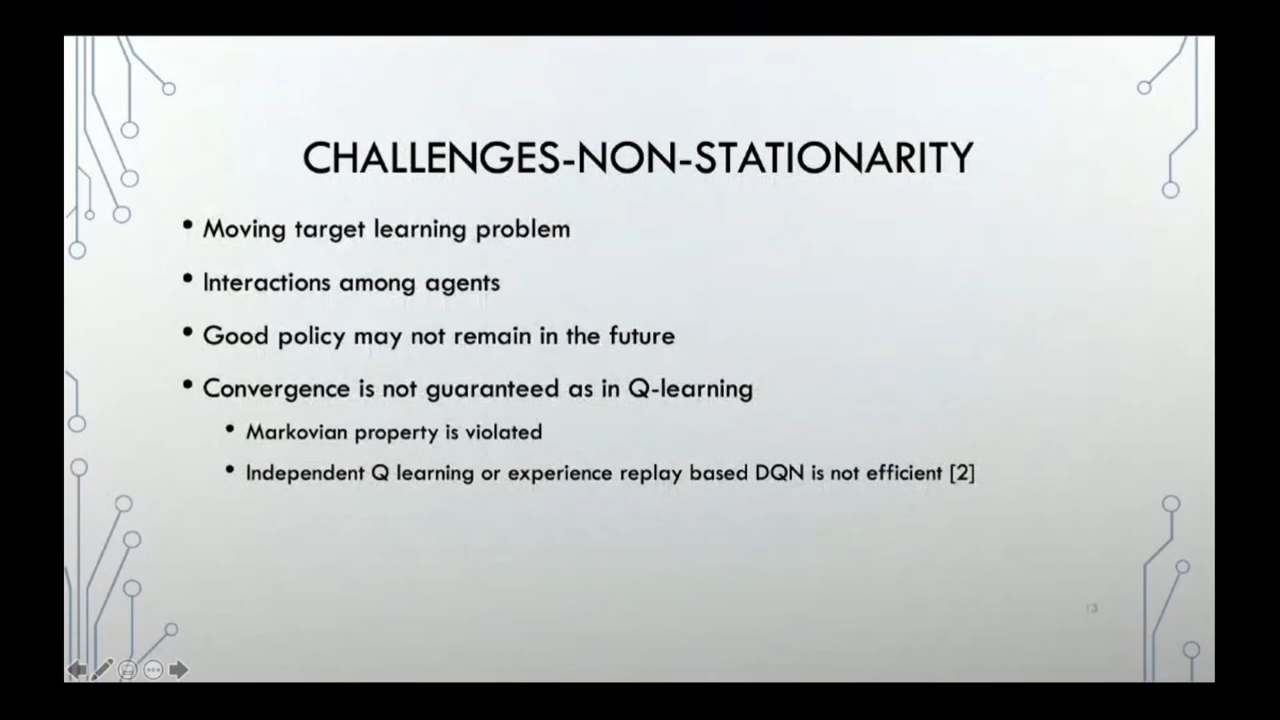 CHALLENGES-NON-STATIONARITY
• Moving target learning problem
• Interactions among agents
• Good policy may not remain in the future
• Convergence is not guaranteed as in Q-learning
• Markovian property is violated
• Independent Q learning or experience replay based DQN is not efficient [2]
13